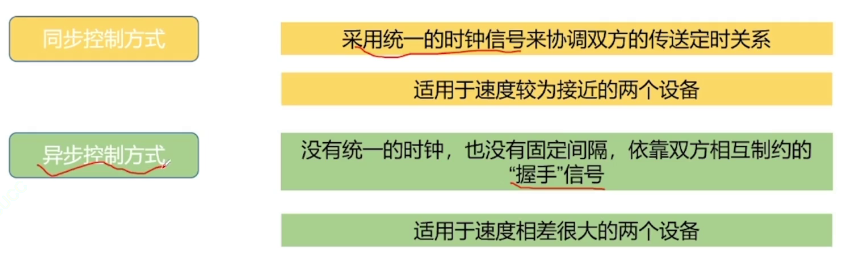 同步控制方式
采用统一的时钟信号来协调双方的传送定时关系
适用于速度较为接近的两个设备
异步控制方式
没有统一的时钟，也没有固定间隔，依靠双方相互制约的
“握手”信号
适用于速度相差很大的两个设备